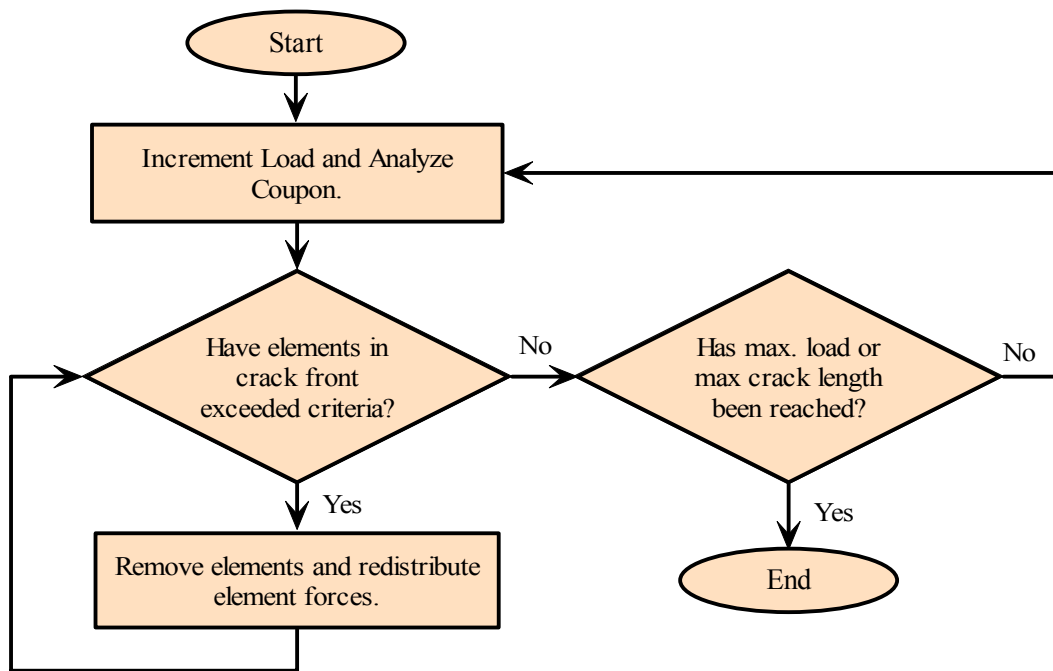 Start
Increment Load and Analyze
Coupon.
Have elements in
crack front
exceeded criteria?
No
Has max. load or
max crack length
been reached?
No
Yes
Remove elements and redistribute
element forces.
Yes
End